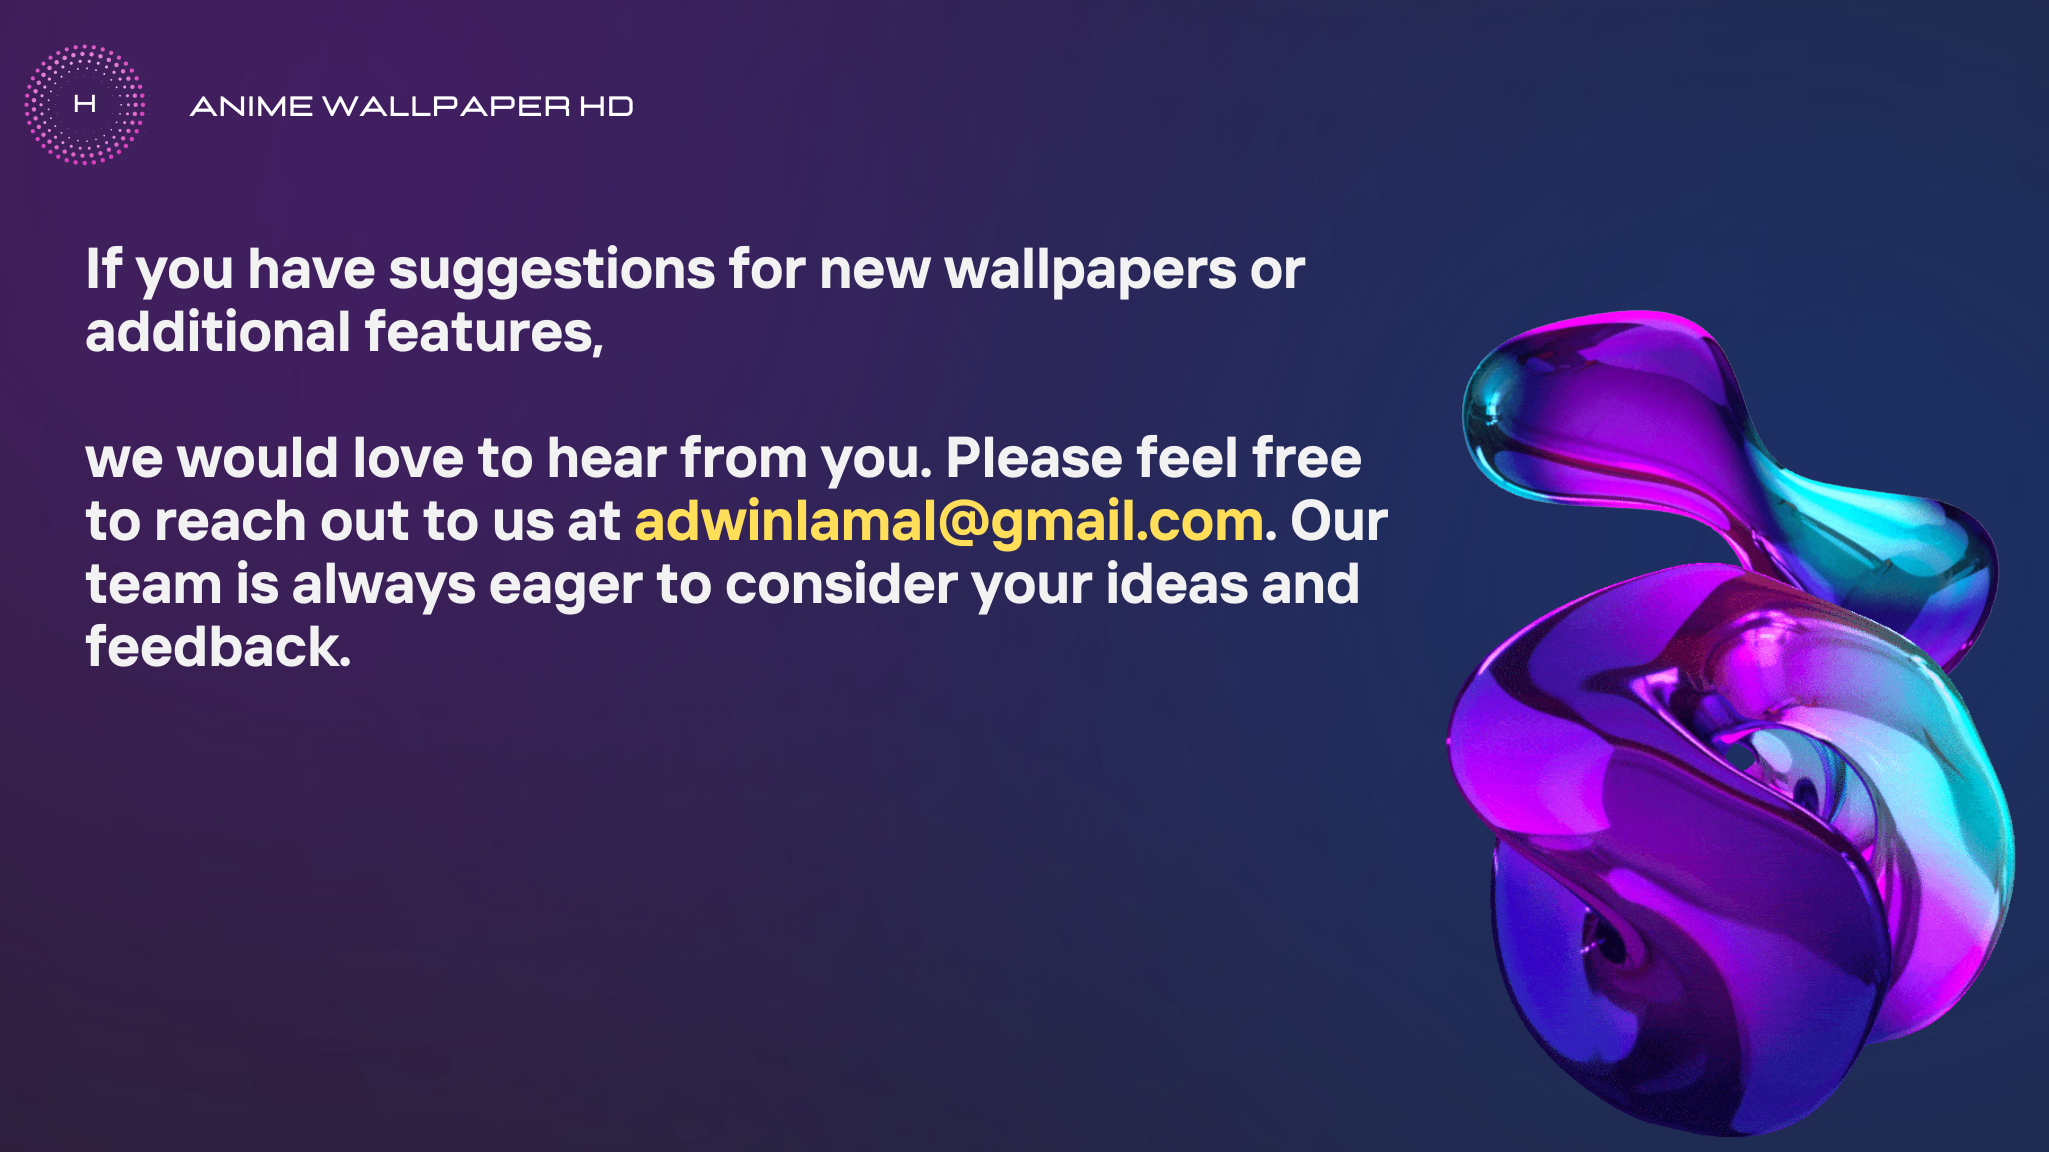 H
ANIME WALLPAPER HD
If you have suggestions for new wallpapers or
additional features,
we would love to hear from you. Please feel free
to reach out to us at adwinlamal@gmail.com. Our
team is always eager to consider your ideas and
feedback.